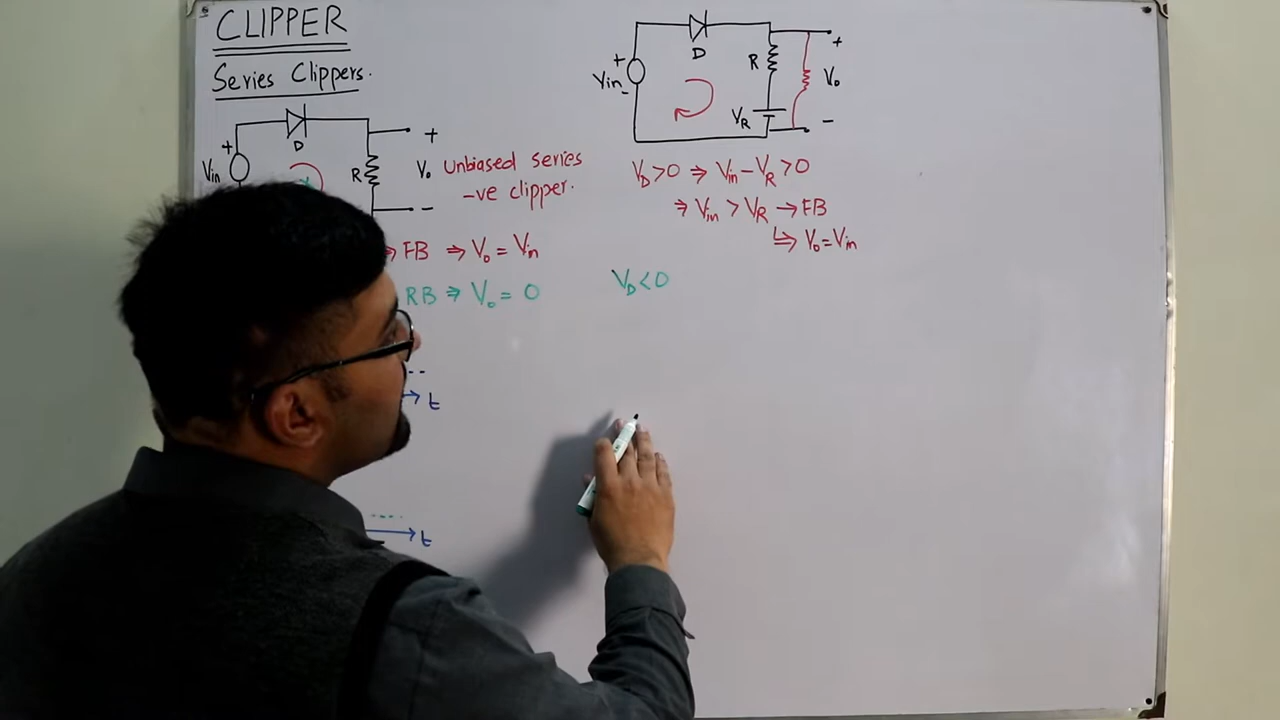 CLIPPER
Series Clippers.
+
D
Vin
R
+
Vo
-
Unbiased series
-ve clipper.
→ FB ⇒ Vo = Vin
RB ⇒ Vo = 0
t
t
+
Vin
-
D
R
VR
+
Vo
-
VD > 0 ⇒ Vin - VR > 0
⇒ Vin > VR → FB
↳⇒ Vo = Vin
VD < 0